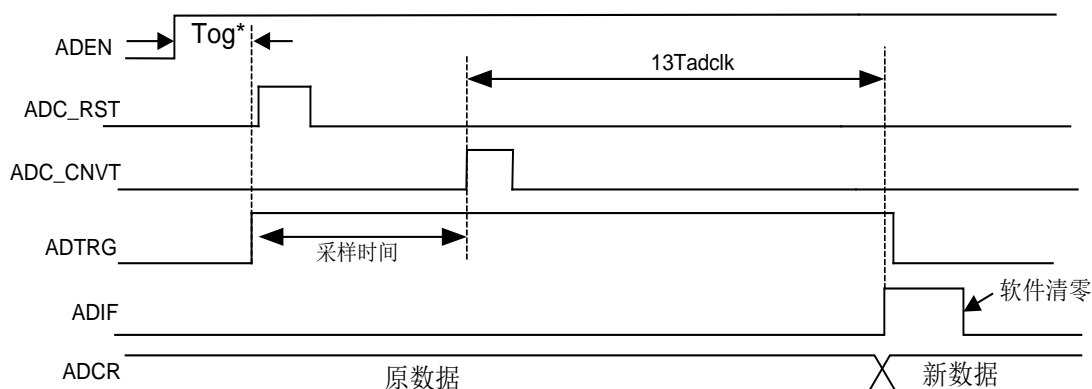 ADEN
Tog*
13Tadclk
ADC_RST
ADC_CNVT
ADTRG
采样时间
ADIF
软件清零
ADCR
原数据
新数据